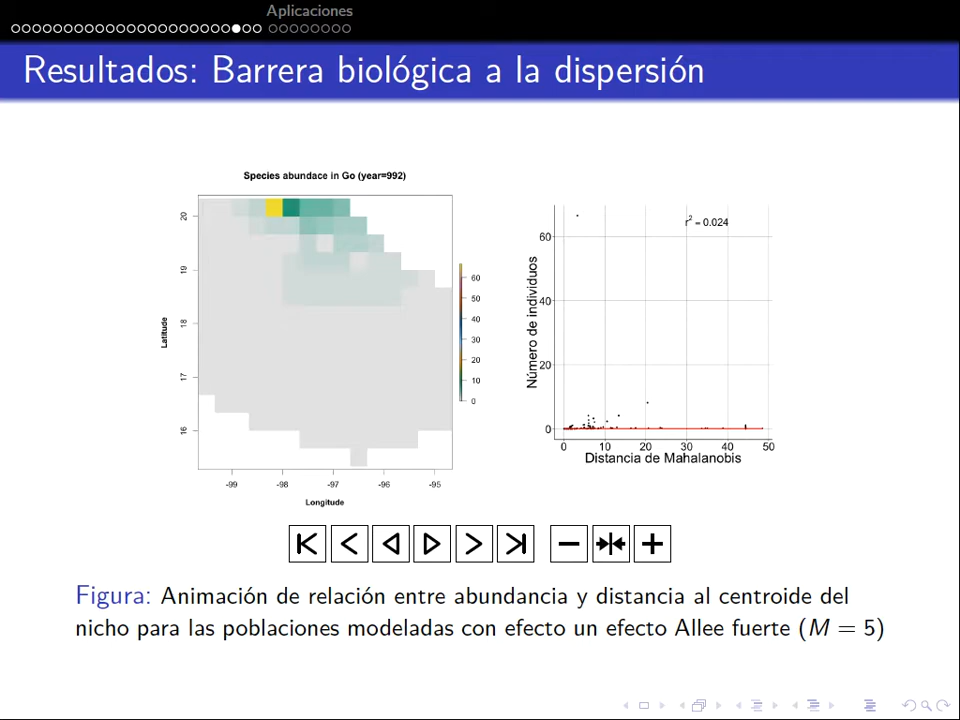 Aplicaciones
Resultados: Barrera biológica a la dispersión
Species abundace in Go (year=992)
Latitude
20
19
18
17
16
-99 -98 -97 -96 -95
Longitude
60
50
40
30
20
10
0
r² = 0.024
Número de individuos
60
40
20
0
0 10 20 30 40 50
Distancia de Mahalanobis
Figura: Animación de relación entre abundancia y distancia al centroide del
nicho para las poblaciones modeladas con efecto un efecto Allee fuerte (M = 5)